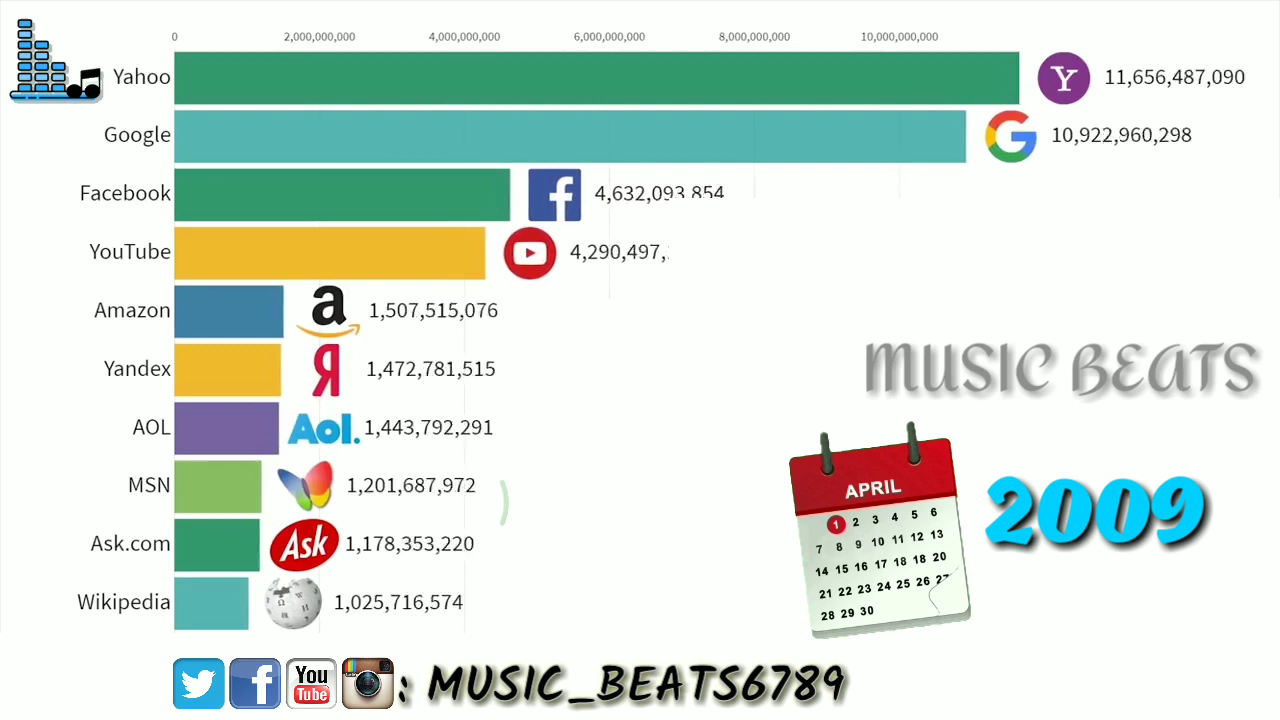 0 2,000,000,000 4,000,000,000 6,000,000,000 8,000,000,000 10,000,000,000
Yahoo Y 11,656,487,090
Google G 10,922,960,298
Facebook f 4,632,093,854
YouTube 4,290,497,
Amazon a 1,507,515,076
Yandex Я 1,472,781,515
AOL Aol. 1,443,792,291
MSN 1,201,687,972
Ask.com Ask 1,178,353,220
Wikipedia 1,025,716,574
MUSIC BEATS
APRIL
1 2 3 4 5 6
7 8 9 10 11 12 13
14 15 16 17 18 18 20
21 22 23 24 25 26 27
28 29 30
2009
You Tube : MUSIC_BEATS6789